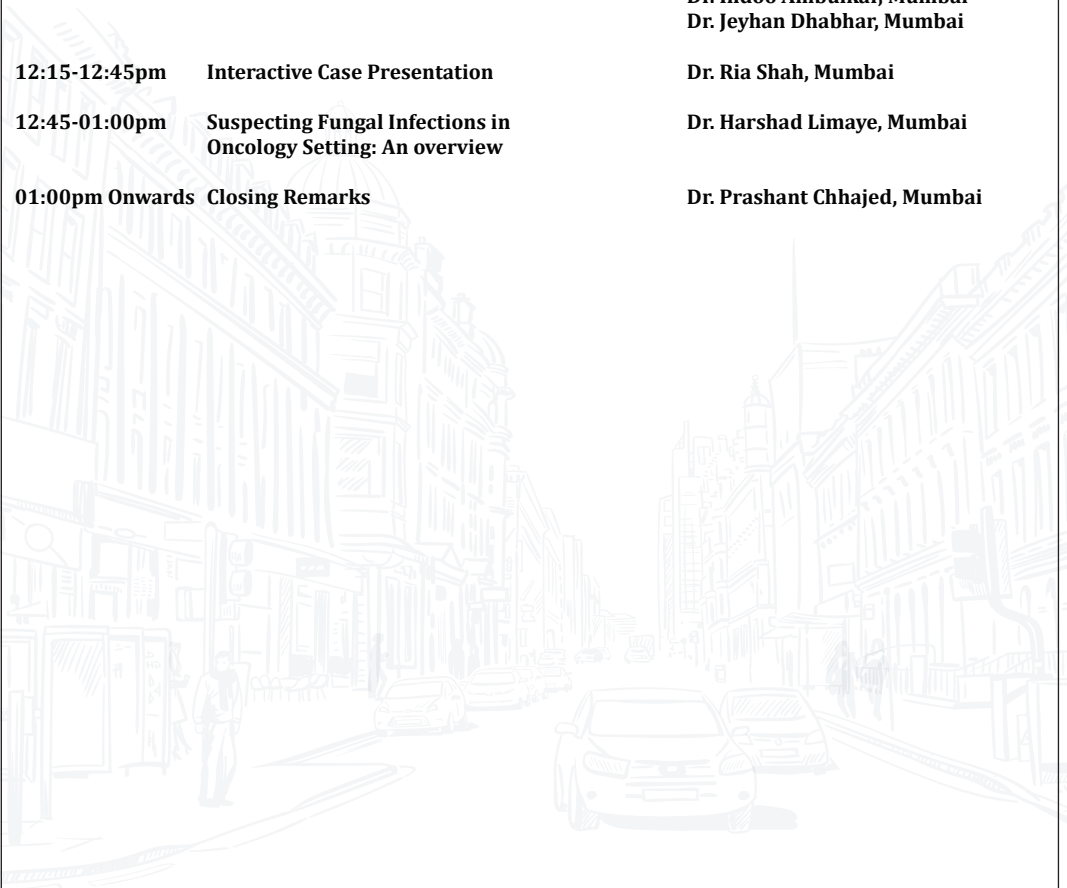 Dr. Jeyhan Dhabhar, Mumbai
12:15-12:45pm Interactive Case Presentation Dr. Ria Shah, Mumbai
12:45-01:00pm Suspecting Fungal Infections in Dr. Harshad Limaye, Mumbai
Oncology Setting: An overview
01:00pm Onwards Closing Remarks Dr. Prashant Chhajed, Mumbai